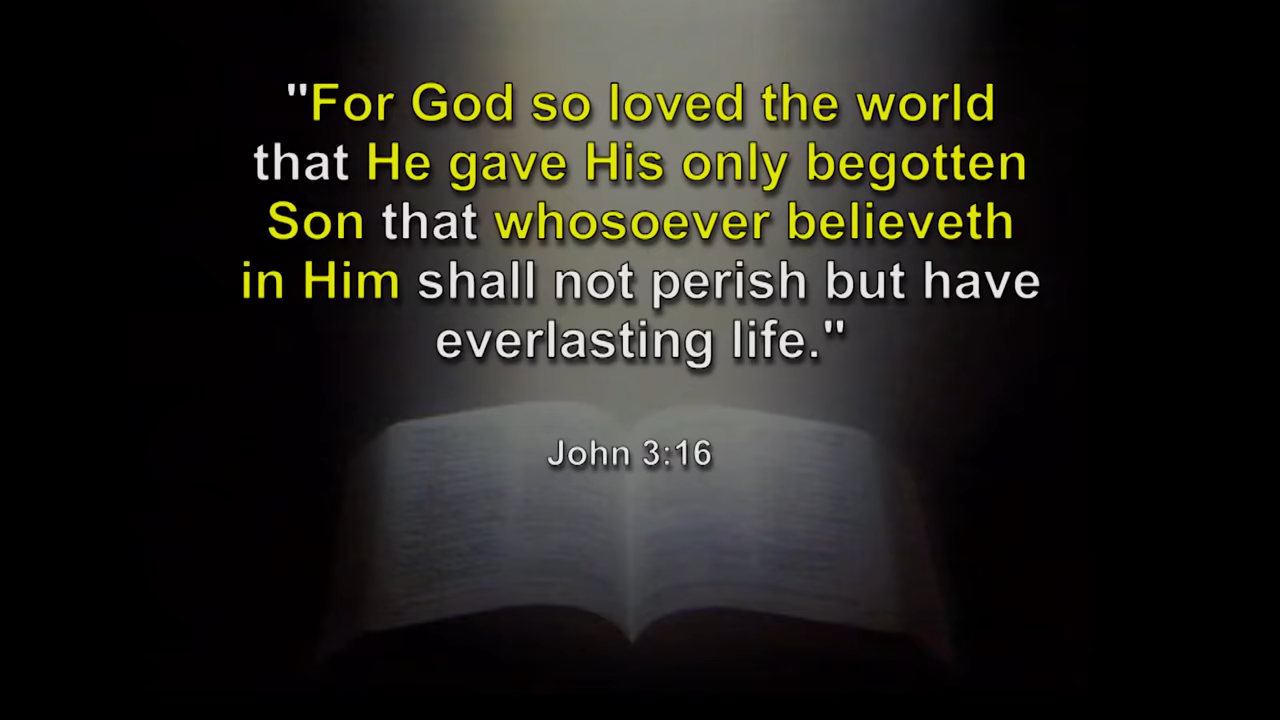 "For God so loved the world
that He gave His only begotten
Son that whosoever believeth
in Him shall not perish but have
everlasting life."
John 3:16